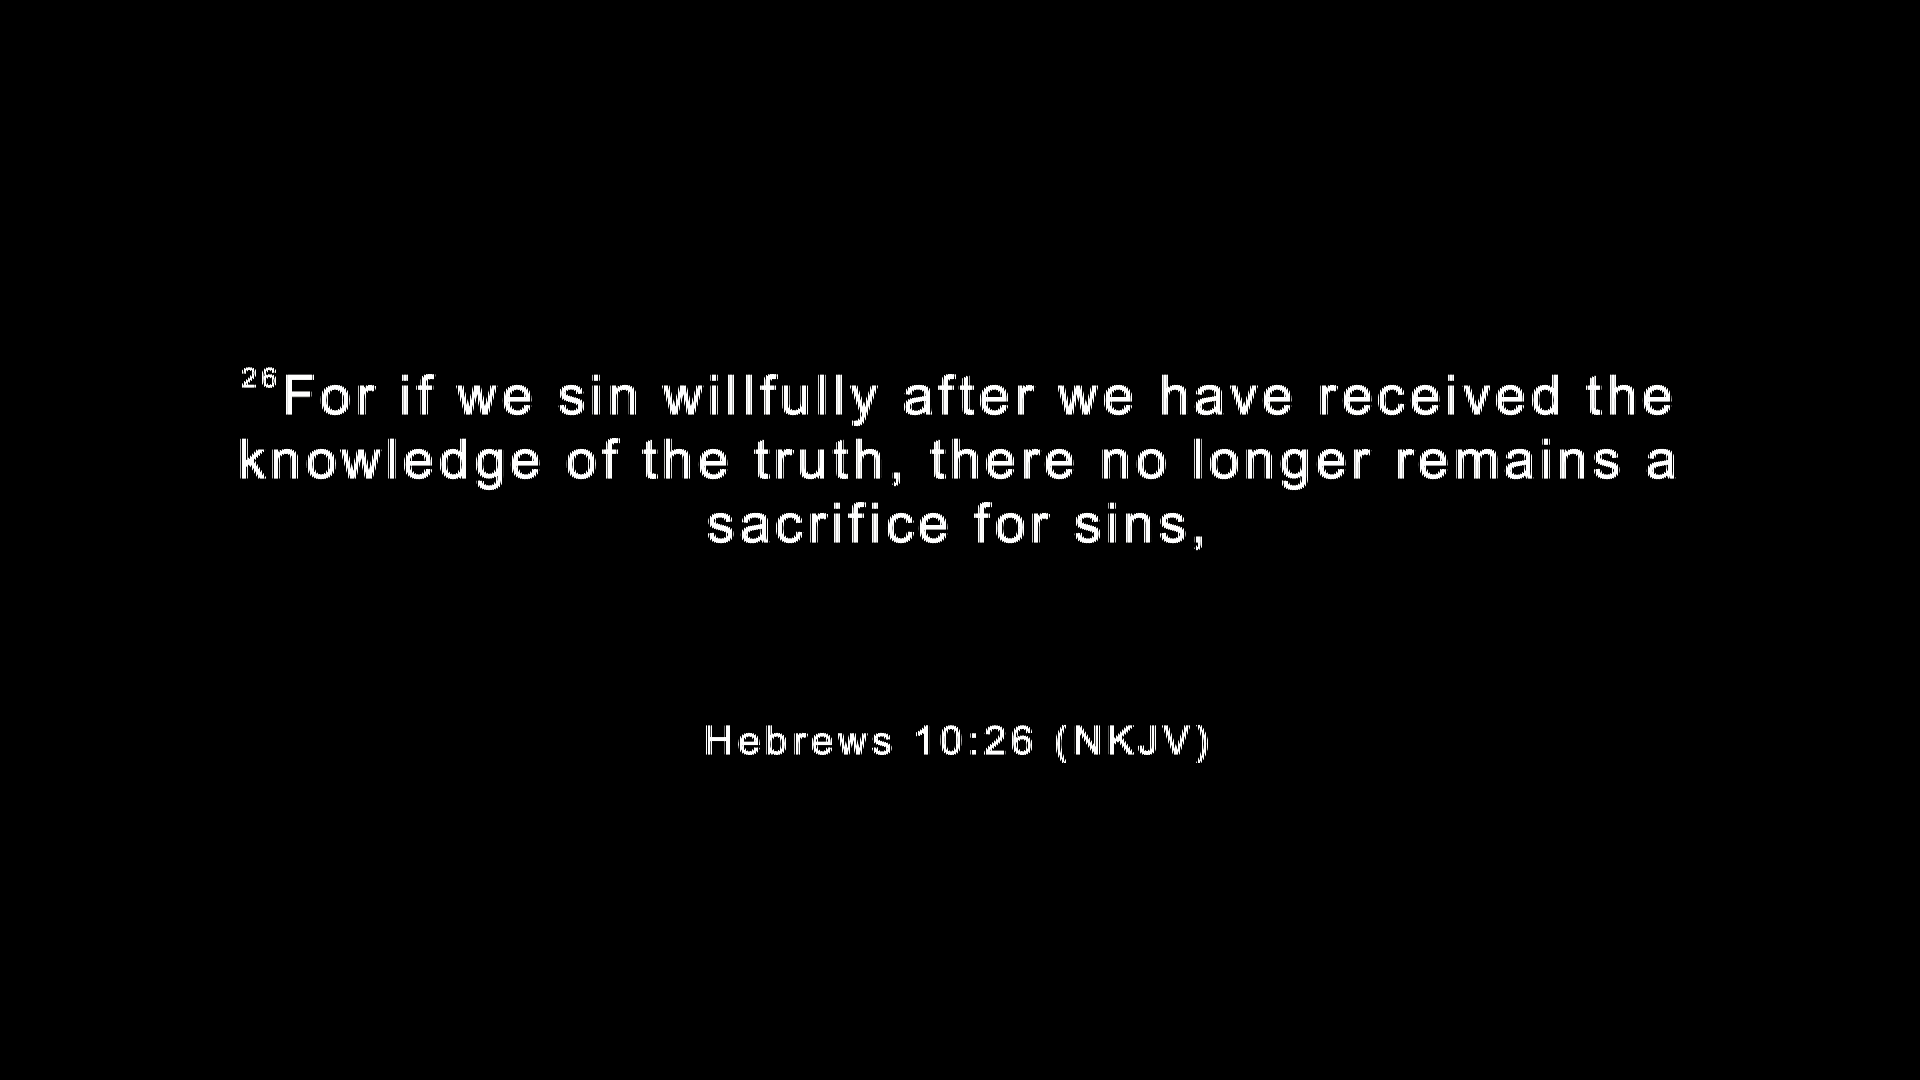 26For if we sin willfully after we have received the
knowledge of the truth, there no longer remains a
sacrifice for sins,
Hebrews 10:26 (NKJV)